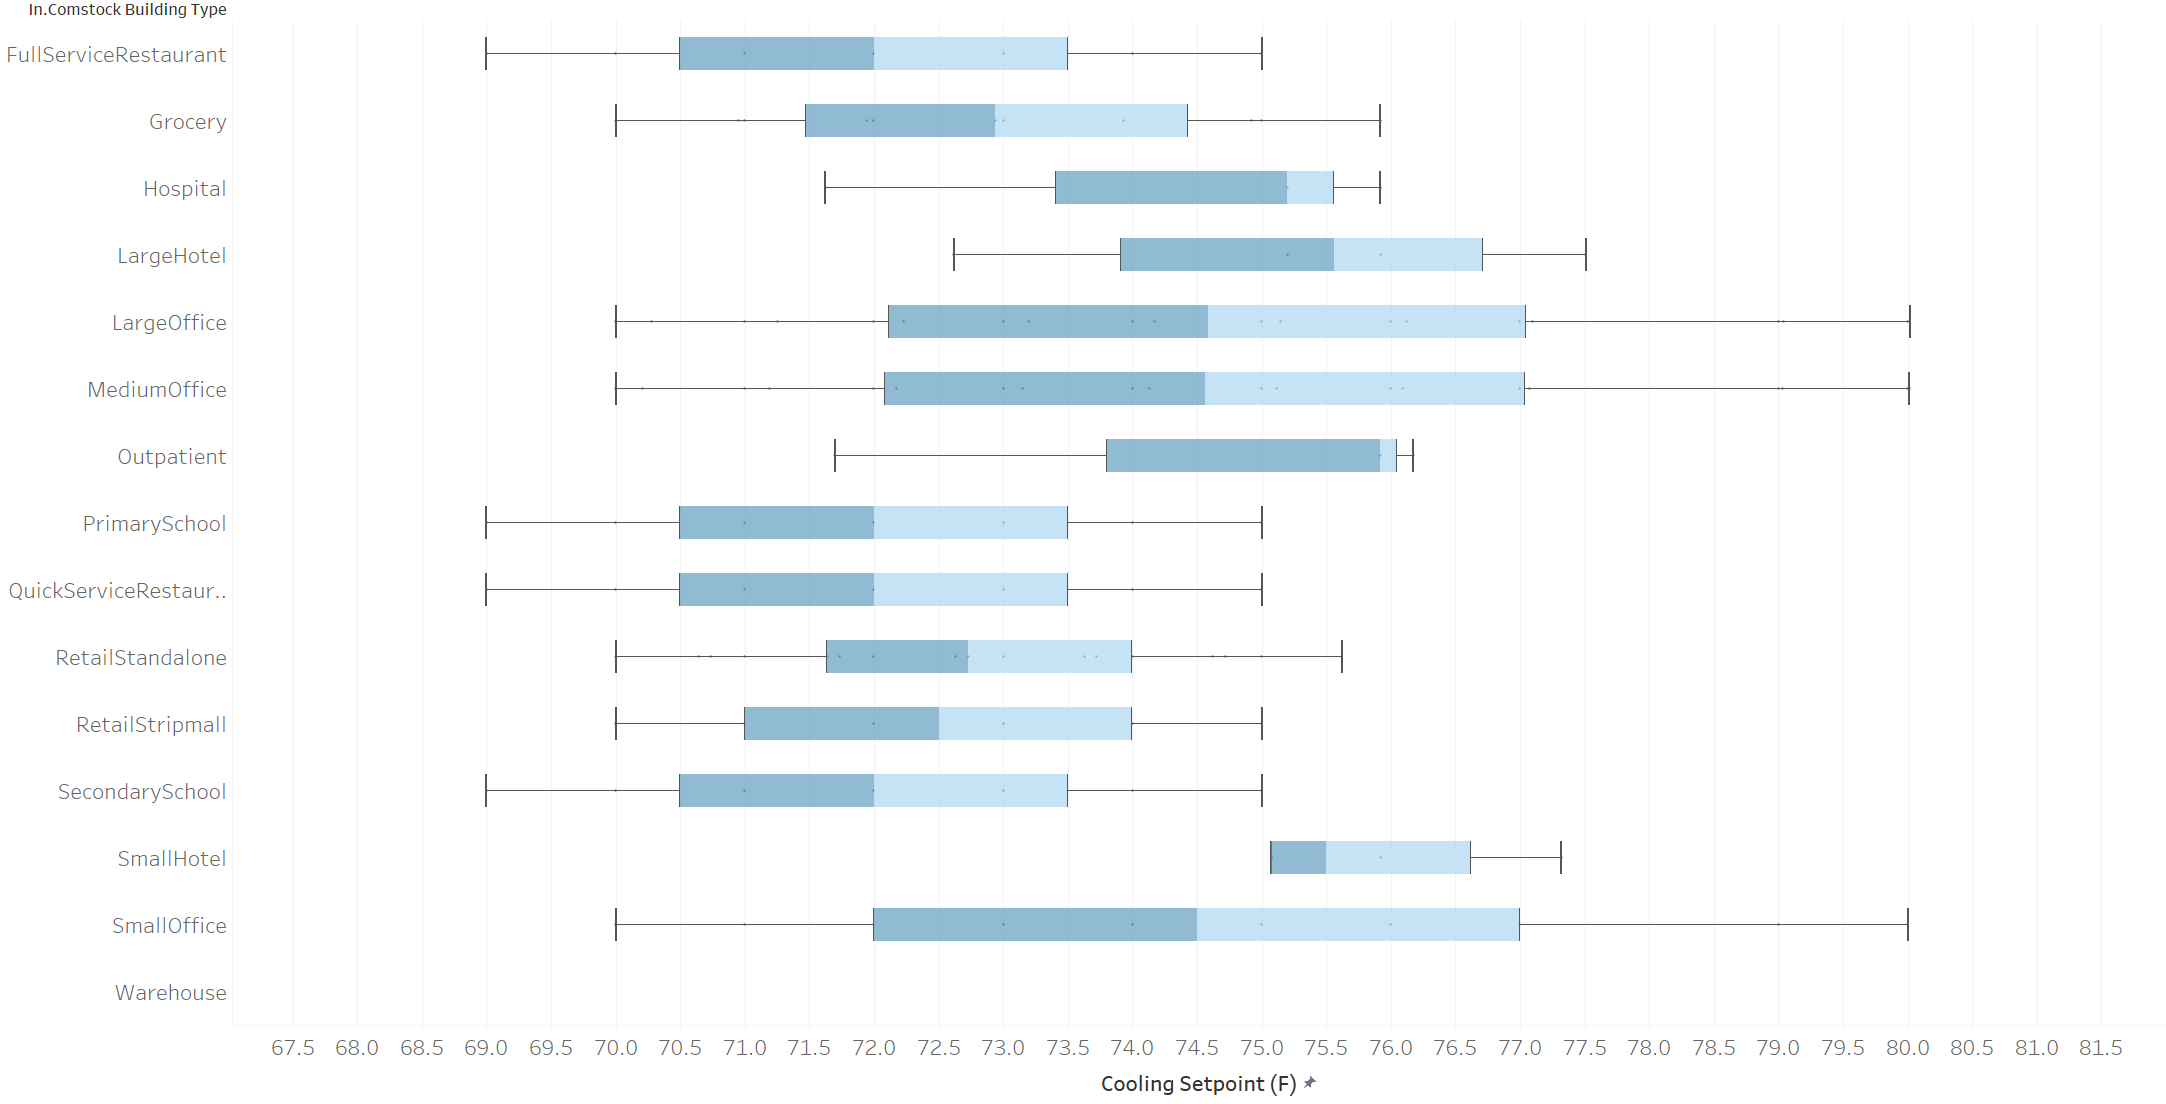 In.Comstock Building Type
FullServiceRestaurant
Grocery
Hospital
LargeHotel
LargeOffice
MediumOffice
Outpatient
PrimarySchool
QuickServiceRestaur..
RetailStandalone
RetailStripmall
SecondarySchool
SmallHotel
SmallOffice
Warehouse
67.5 68.0 68.5 69.0 69.5 70.0 70.5 71.0 71.5 72.0 72.5 73.0 73.5 74.0 74.5 75.0 75.5 76.0 76.5 77.0 77.5 78.0 78.5 79.0 79.5 80.0 80.5 81.0 81.5
Cooling Setpoint (F)